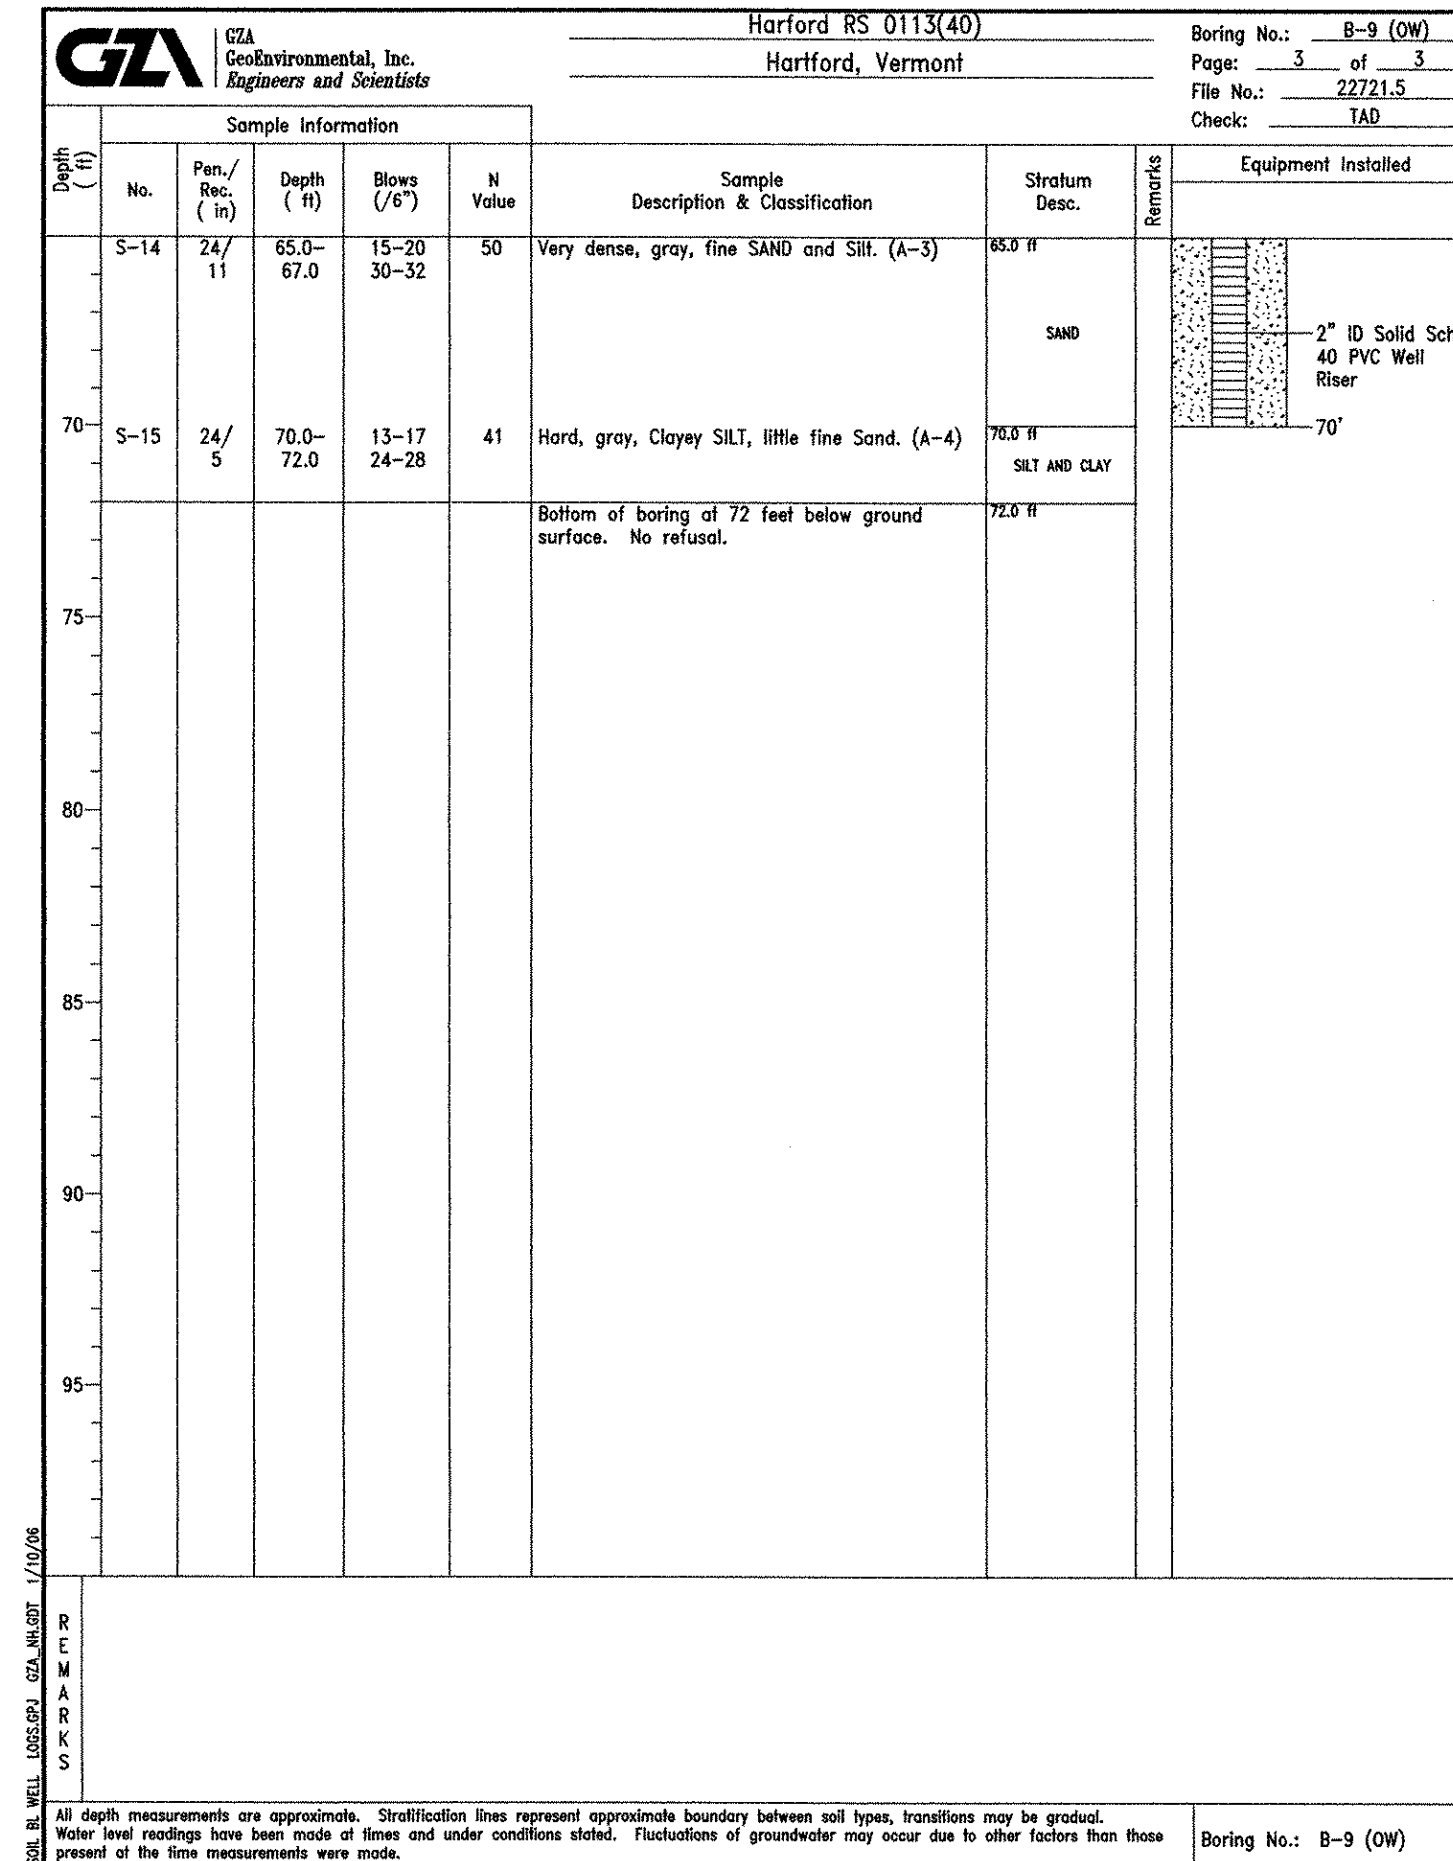 GZA
GZA
GeoEnvironmental, Inc.
Engineers and Scientists
Harford RS 0113(40)
Hartford, Vermont
Boring No.: B-9 (OW)
Page: 3 of 3
File No.: 22721.5
Check: TAD
Sample Information
Depth ( ft)
No.
Pen./ Rec. ( in)
Depth ( ft)
Blows (/6")
N Value
Sample Description & Classification
Stratum Desc.
Remarks
Equipment Installed
S-14 24/ 65.0- 15-20 50 Very dense, gray, fine SAND and Silt. (A-3) 65.0 ft
11 67.0 30-32
SAND
2" ID Solid Sch
40 PVC Well
Riser
70 70'
S-15 24/ 70.0- 13-17 41 Hard, gray, Clayey SILT, little fine Sand. (A-4) 70.0 ft
5 72.0 24-28 SILT AND CLAY
Bottom of boring at 72 feet below ground 72.0 ft
surface. No refusal.
75
80
85
90
95
REMARKS
SOIL BL WELL LOGS.GPJ GZA_NH.GDT 1/10/06
All depth measurements are approximate. Stratification lines represent approximate boundary between soil types, transitions may be gradual.
Water level readings have been made at times and under conditions stated. Fluctuations of groundwater may occur due to other factors than those
present at the time measurements were made.
Boring No.: B-9 (OW)